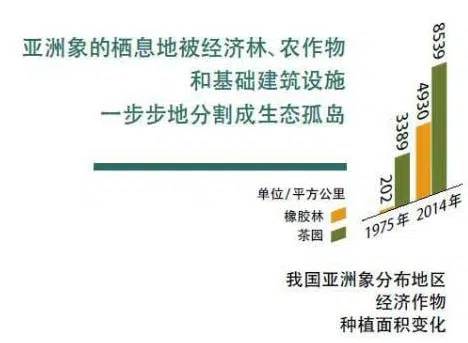 亚洲象的栖息地被经济林、农作物
和基础建筑设施
一步步地分割成生态孤岛
单位/平方公里
橡胶林
茶园
202
3389
4930
8539
1975年
2014年
我国亚洲象分布地区
经济作物
种植面积变化